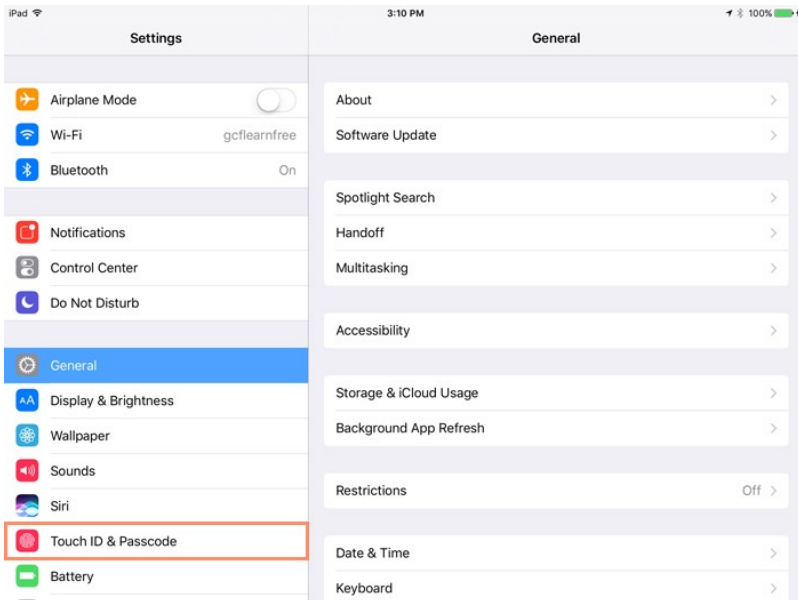 iPad
3:10 PM
100%
Settings
General
Airplane Mode
Wi-Fi
gcflearnfree
Bluetooth
On
Notifications
Control Center
Do Not Disturb
General
AA Display & Brightness
Wallpaper
Sounds
Siri
Touch ID & Passcode
Battery
About
Software Update
Spotlight Search
Handoff
Multitasking
Accessibility
Storage & iCloud Usage
Background App Refresh
Restrictions
Off
Date & Time
Keyboard